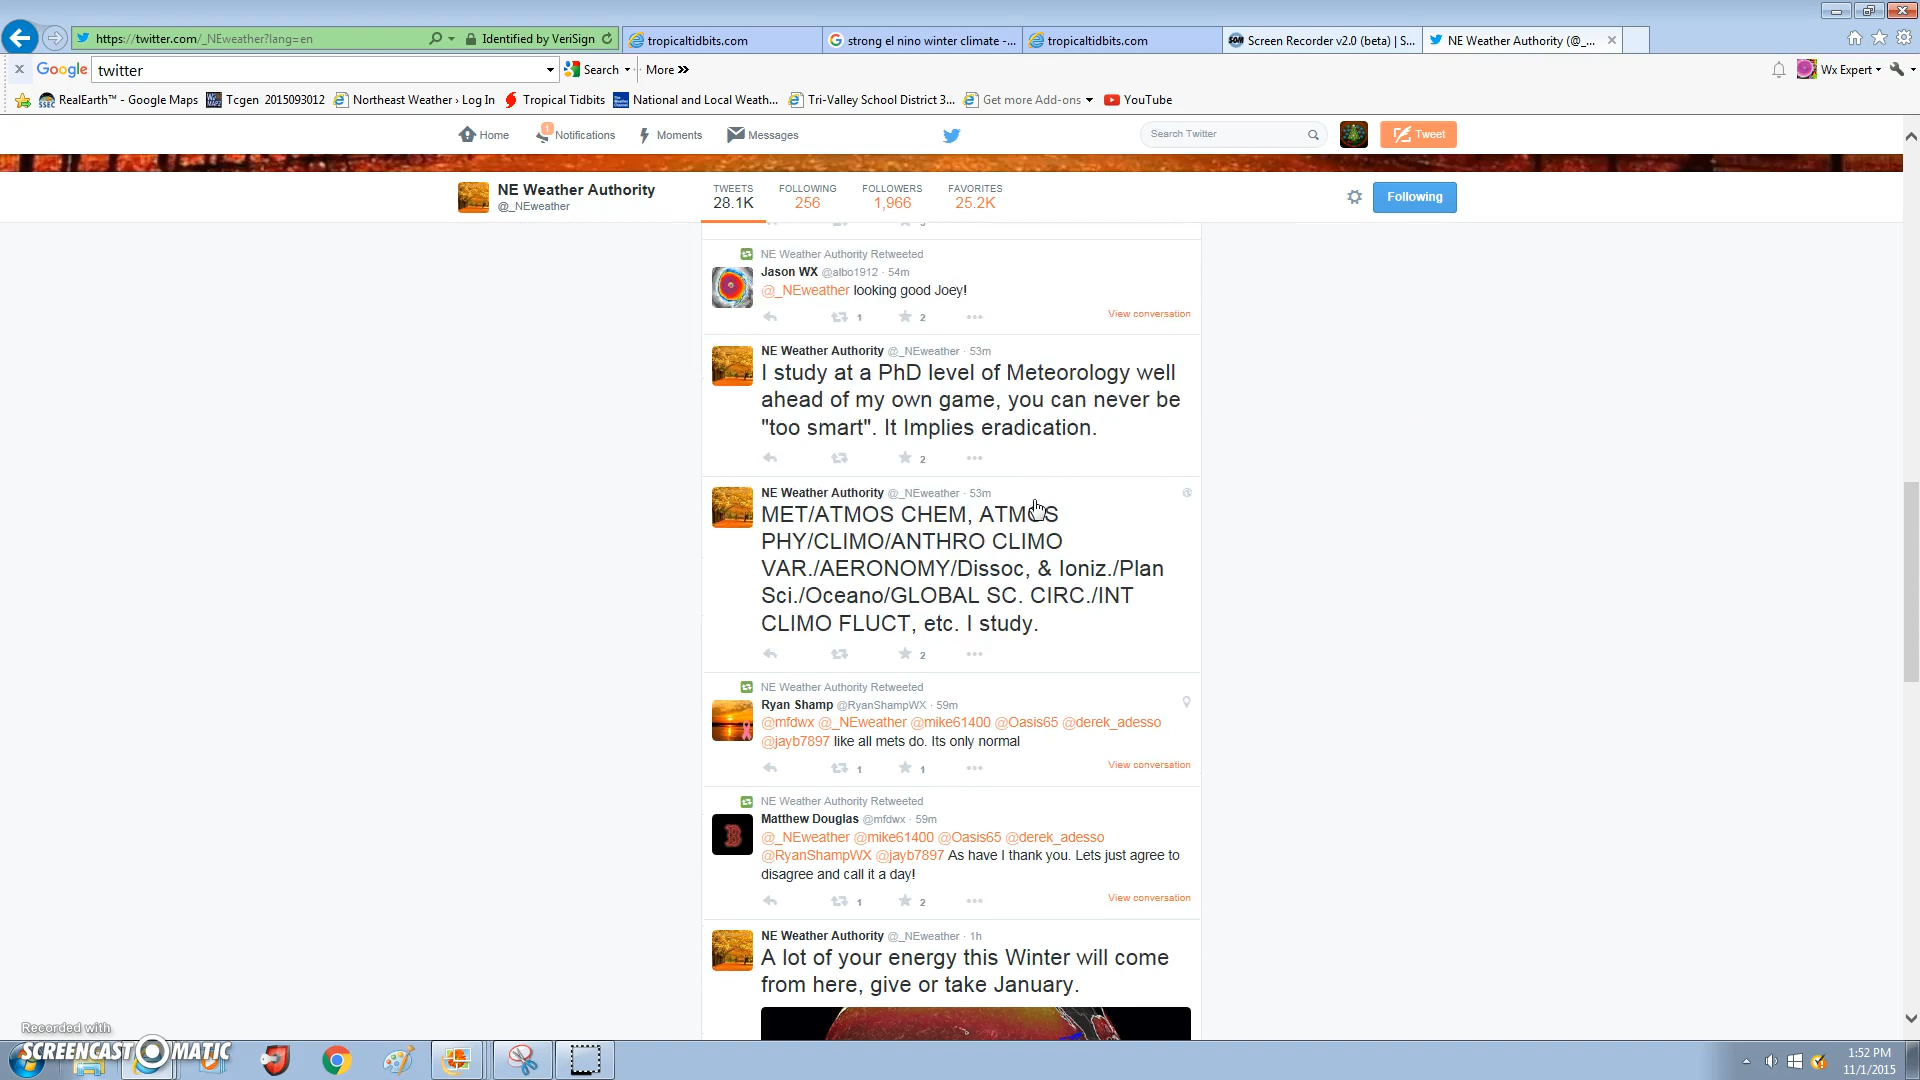 https://twitter.com/_NEweather?lang=en
Identified by VeriSign
tropicaltidbits.com
strong el nino winter climate -...
tropicaltidbits.com
Screen Recorder v2.0 (beta) | S...
NE Weather Authority (@_...
Google
twitter
Search
More »
Wx Expert
RealEarth™ - Google Maps
Tcgen 2015093012
Northeast Weather › Log In
Tropical Tidbits
National and Local Weath...
Tri-Valley School District 3...
Get more Add-ons
YouTube
Home
1
Notifications
Moments
Messages
Search Twitter
Tweet
NE Weather Authority
@_NEweather
TWEETS
28.1K
FOLLOWING
256
FOLLOWERS
1,966
FAVORITES
25.2K
Following
NE Weather Authority Retweeted
Jason WX @albo1912 · 54m
@_NEweather looking good Joey!
1
2
View conversation
NE Weather Authority @_NEweather · 53m
I study at a PhD level of Meteorology well
ahead of my own game, you can never be
"too smart". It Implies eradication.
2
NE Weather Authority @_NEweather · 53m
MET/ATMOS CHEM, ATMOS
PHY/CLIMO/ANTHRO CLIMO
VAR./AERONOMY/Dissoc, & Ioniz./Plan
Sci./Oceano/GLOBAL SC. CIRC./INT
CLIMO FLUCT, etc. I study.
2
NE Weather Authority Retweeted
Ryan Shamp @RyanShampWX · 59m
@mfdwx @_NEweather @mike61400 @Oasis65 @derek_adesso
@jayb7897 like all mets do. Its only normal
1
1
View conversation
NE Weather Authority Retweeted
Matthew Douglas @mfdwx · 59m
@_NEweather @mike61400 @Oasis65 @derek_adesso
@RyanShampWX @jayb7897 As have I thank you. Lets just agree to
disagree and call it a day!
1
2
View conversation
NE Weather Authority @_NEweather · 1h
A lot of your energy this Winter will come
from here, give or take January.
Recorded with
SCREENCAST MATIC
1:52 PM
11/1/2015